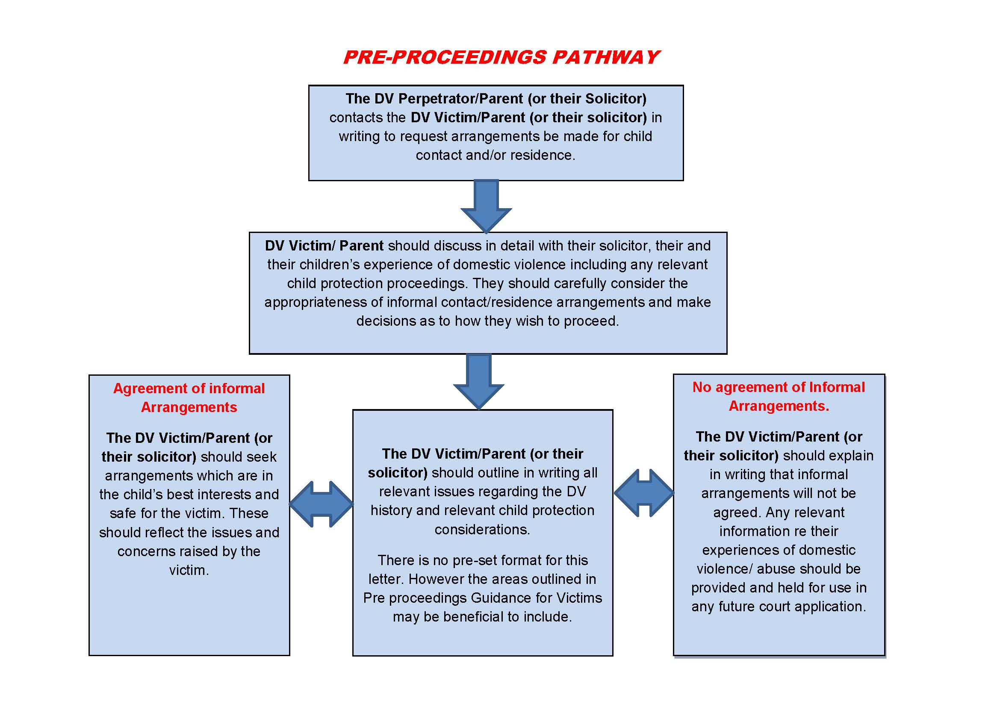 PRE-PROCEEDINGS PATHWAY
The DV Perpetrator/Parent (or their Solicitor)
contacts the DV Victim/Parent (or their solicitor) in
writing to request arrangements be made for child
contact and/or residence.
DV Victim/ Parent should discuss in detail with their solicitor, their and
their children’s experience of domestic violence including any relevant
child protection proceedings. They should carefully consider the
appropriateness of informal contact/residence arrangements and make
decisions as to how they wish to proceed.
Agreement of informal
Arrangements
The DV Victim/Parent (or
their solicitor) should seek
arrangements which are in
the child’s best interests and
safe for the victim. These
should reflect the issues and
concerns raised by the
victim.
The DV Victim/Parent (or their
solicitor) should outline in writing all
relevant issues regarding the DV
history and relevant child protection
considerations.
There is no pre-set format for this
letter. However the areas outlined in
Pre proceedings Guidance for Victims
may be beneficial to include.
No agreement of Informal
Arrangements.
The DV Victim/Parent (or
their solicitor) should explain
in writing that informal
arrangements will not be
agreed. Any relevant
information re their
experiences of domestic
violence/ abuse should be
provided and held for use in
any future court application.